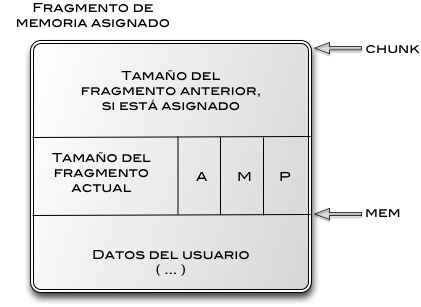 FRAGMENTO DE
MEMORIA ASIGNADO
CHUNK
TAMAÑO DEL
FRAGMENTO ANTERIOR,
SI ESTÁ ASIGNADO
TAMAÑO DEL
FRAGMENTO
ACTUAL
A
M
P
MEM
DATOS DEL USUARIO
( ... )